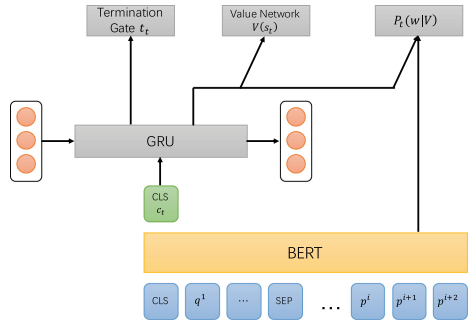 Termination
Gate t_t
Value Network
V(s_t)
P_t(w|V)
GRU
CLS
c_t
BERT
CLS
q^1
...
SEP
...
p^i
p^{i+1}
p^{i+2}